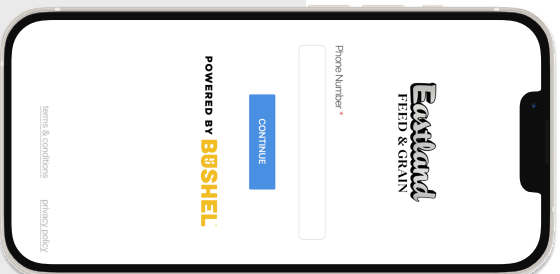 Eastland
FEED & GRAIN
Phone Number *
CONTINUE
POWERED BY BUSHEL
terms & conditions privacy policy